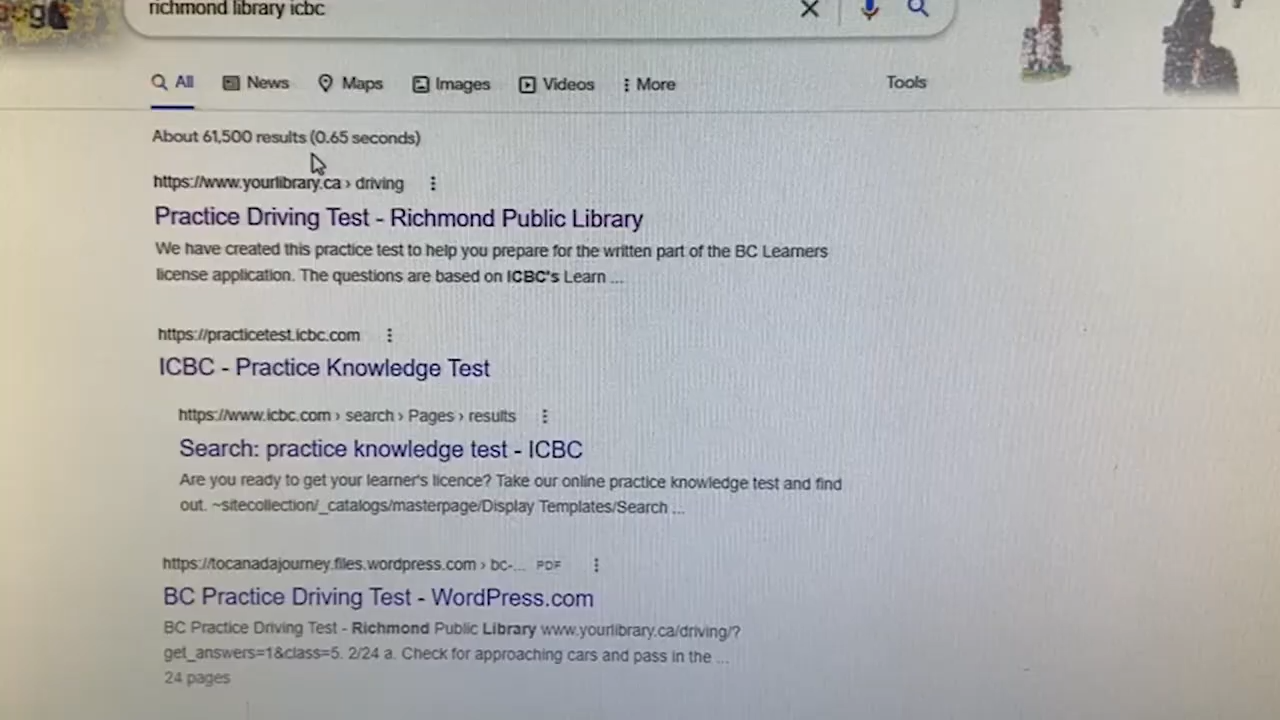 richmond library icbc
All News Maps Images Videos More Tools
About 61,500 results (0.65 seconds)
https://www.yourlibrary.ca › driving
Practice Driving Test - Richmond Public Library
We have created this practice test to help you prepare for the written part of the BC Learners
license application. The questions are based on ICBC's Learn ...
https://practicetest.icbc.com
ICBC - Practice Knowledge Test
https://www.icbc.com › search › Pages › results
Search: practice knowledge test - ICBC
Are you ready to get your learner's licence? Take our online practice knowledge test and find
out. ~sitecollection/_catalogs/masterpage/Display Templates/Search ...
https://tocanadajourney.files.wordpress.com › bc-... PDF
BC Practice Driving Test - WordPress.com
BC Practice Driving Test - Richmond Public Library www.yourlibrary.ca/driving/?
get_answers=1&class=5. 2/24 a. Check for approaching cars and pass in the ...
24 pages